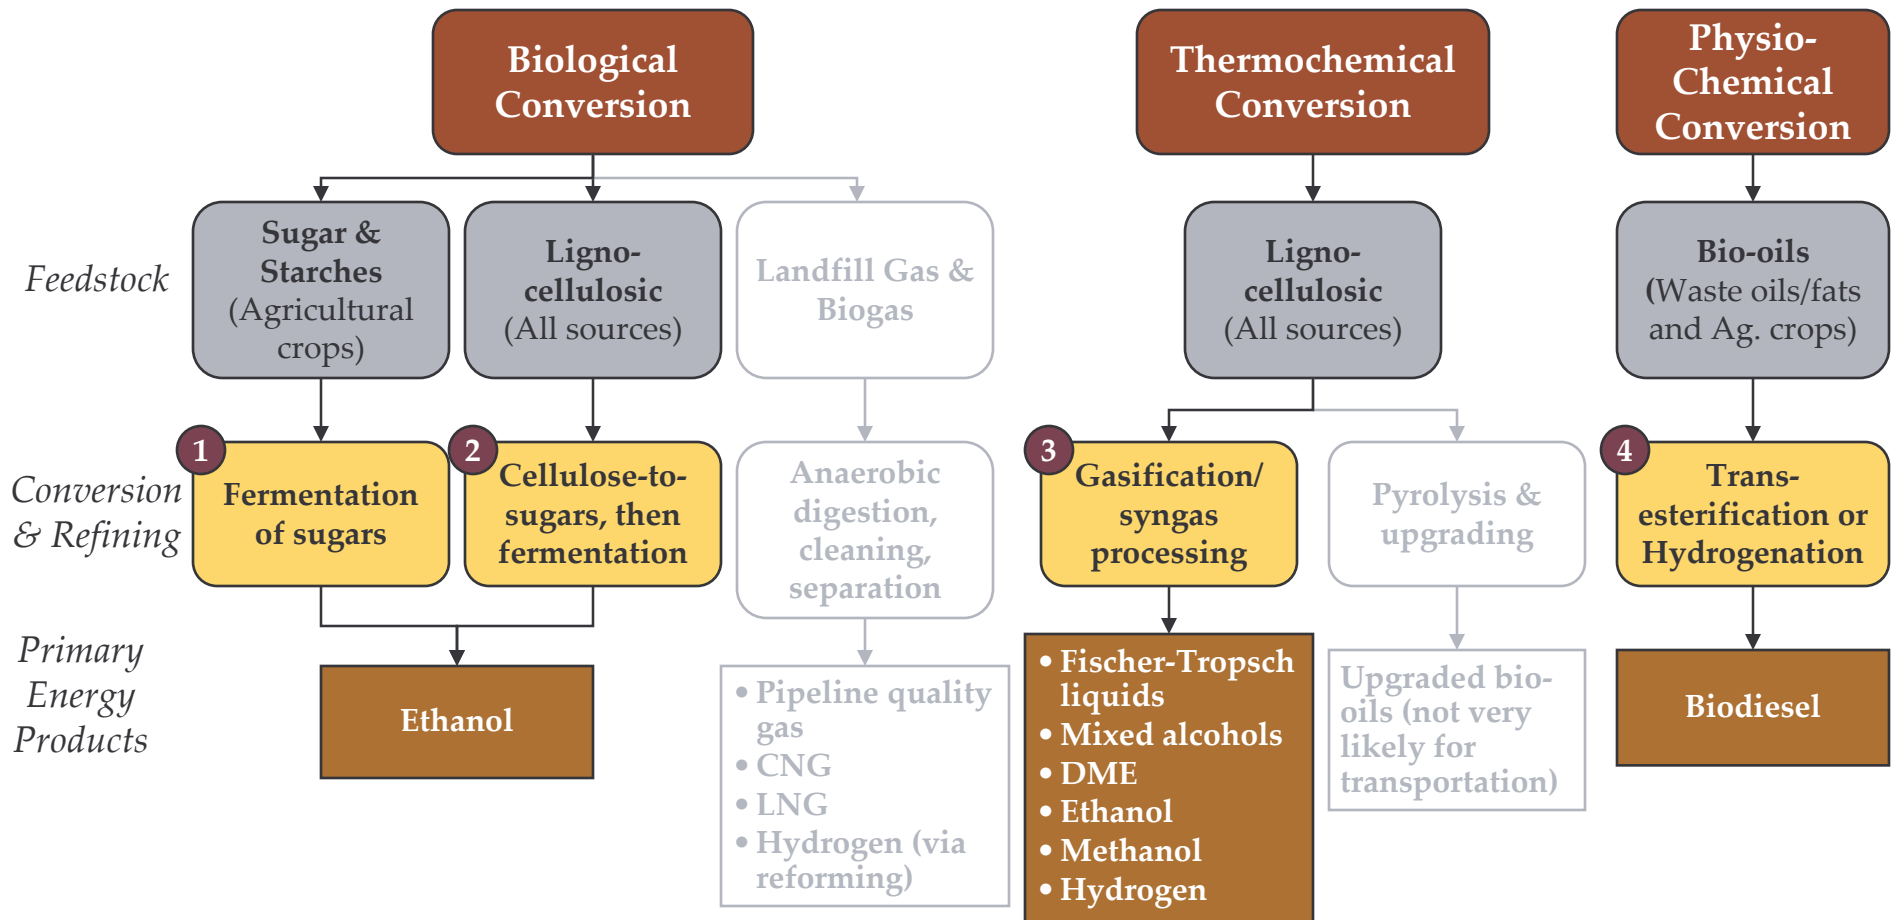 Biological
Conversion
Thermochemical
Conversion
Physio-
Chemical
Conversion
Feedstock
Sugar &
Starches
(Agricultural
crops)
Ligno-
cellulosic
(All sources)
Landfill Gas &
Biogas
Ligno-
cellulosic
(All sources)
Bio-oils
(Waste oils/fats
and Ag. crops)
Conversion
& Refining
1
Fermentation
of sugars
2
Cellulose-to-
sugars, then
fermentation
Anaerobic
digestion,
cleaning,
separation
3
Gasification/
syngas
processing
Pyrolysis &
upgrading
4
Trans-
esterification or
Hydrogenation
Primary
Energy
Products
Ethanol
• Pipeline quality
gas
• CNG
• LNG
• Hydrogen (via
reforming)
• Fischer-Tropsch
liquids
• Mixed alcohols
• DME
• Ethanol
• Methanol
• Hydrogen
Upgraded bio-
oils (not very
likely for
transportation)
Biodiesel